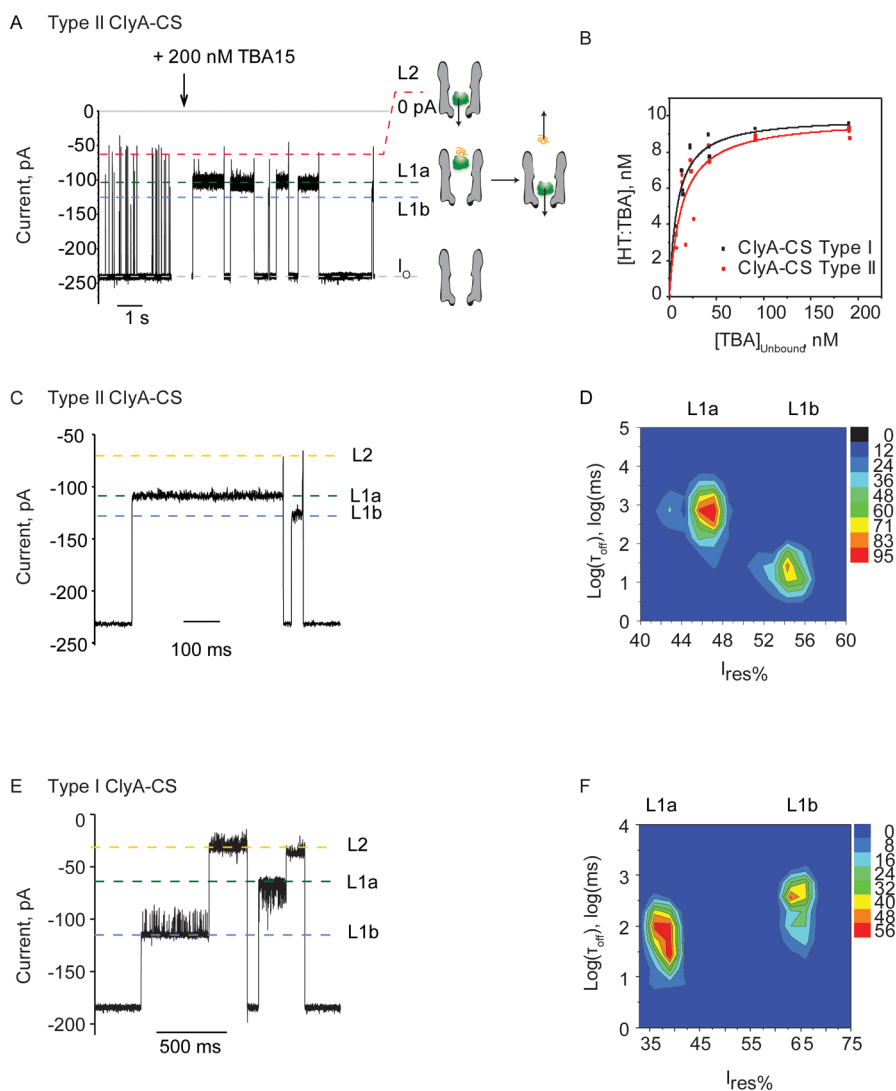 A Type II ClyA-CS
+ 200 nM TBA15
L2
0 pA
L1a
L1b
I_O
Current, pA
0
-50
-100
-150
-200
-250
1 s
B
[HT:TBA], nM
10
8
6
4
2
0
ClyA-CS Type I
ClyA-CS Type II
0 50 100 150 200
[TBA]Unbound, nM
C Type II ClyA-CS
Current, pA
-50
-100
-150
-200
-250
L2
L1a
L1b
100 ms
D
L1a L1b
Log(τoff), log(ms)
5
4
3
2
1
0
40 44 48 52 56 60
Ires%
0
12
24
36
48
60
71
83
95
E Type I ClyA-CS
Current, pA
0
-50
-100
-150
-200
L2
L1a
L1b
500 ms
F
L1a L1b
Log(τoff), log(ms)
4
3
2
1
0
35 45 55 65 75
Ires%
0
8
16
24
32
40
48
56